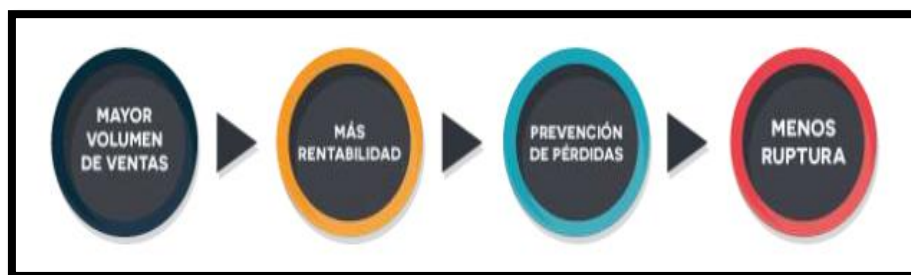 MAYOR
VOLUMEN
DE VENTAS
MÁS
RENTABILIDAD
PREVENCIÓN
DE PÉRDIDAS
MENOS
RUPTURA